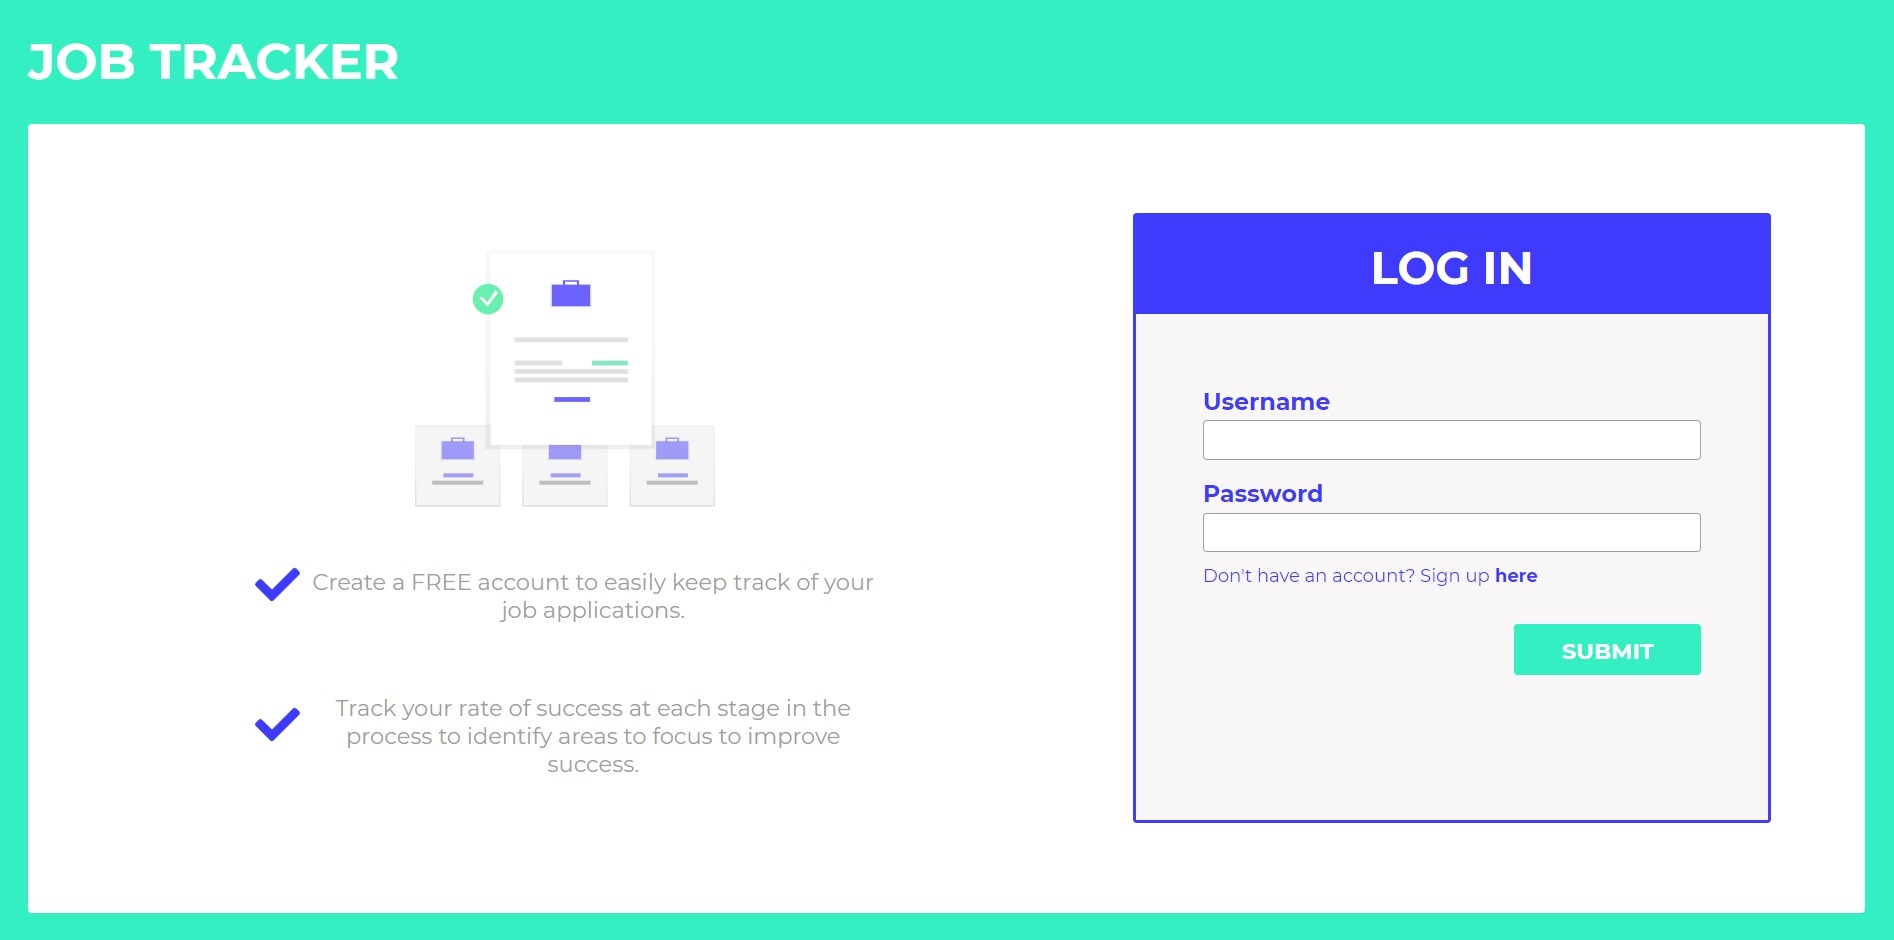 JOB TRACKER
Create a FREE account to easily keep track of your
job applications.
Track your rate of success at each stage in the
process to identify areas to focus to improve
success.
LOG IN
Username
Password
Don't have an account? Sign up here
SUBMIT